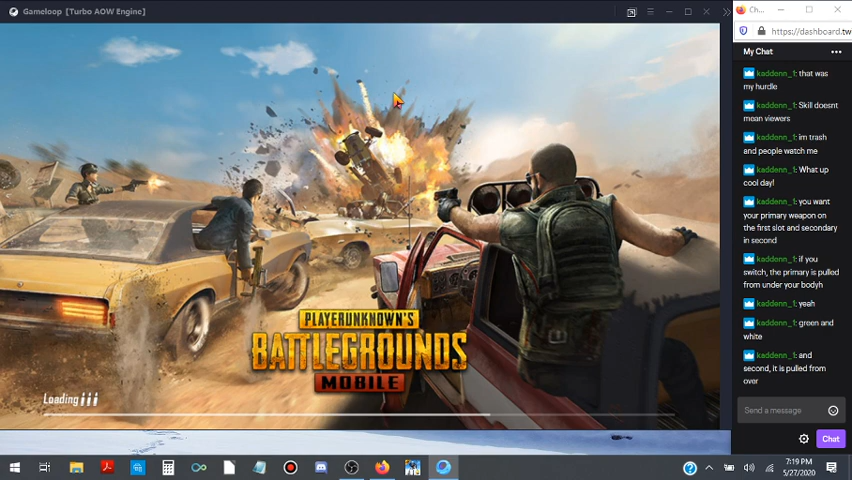 Gameloop [Turbo AOW Engine]
Ch...
https://dashboard.tw
My Chat
kaddenn_1: that was
my hurdle
kaddenn_1: Skill doesnt
mean viewers
kaddenn_1: im trash
and people watch me
kaddenn_1: What up
cool day!
kaddenn_1: you want
your primary weapon on
the first slot and secondary
in second
kaddenn_1: if you
switch, the primary is pulled
from under your bodyh
kaddenn_1: yeah
kaddenn_1: green and
white
kaddenn_1: and
second, it is pulled from
over
Send a message
Chat
PLAYERUNKNOWN'S
BATTLEGROUNDS
MOBILE
Loading
7:19 PM
5/27/2020